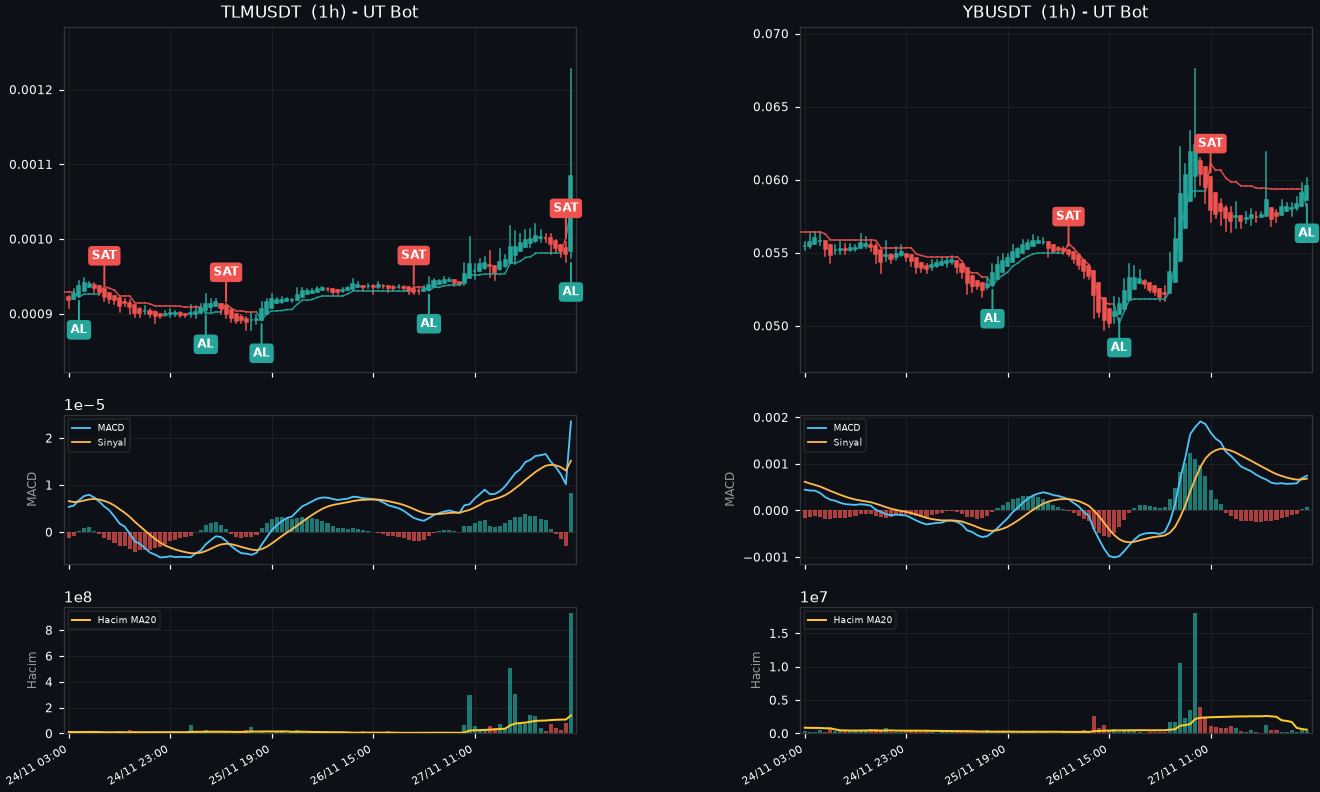 TLMUSDT (1h) - UT Bot
0.0012
0.0011
0.0010
0.0009
SAT
SAT
SAT
SAT
AL
AL
AL
AL
AL
1e−5
MACD
Sinyal
2
1
0
MACD
1e8
Hacim MA20
8
6
4
2
0
Hacim
24/11 03:00
24/11 23:00
25/11 19:00
26/11 15:00
27/11 11:00
YBUSDT (1h) - UT Bot
0.070
0.065
0.060
0.055
0.050
SAT
SAT
AL
AL
AL
MACD
Sinyal
0.002
0.001
0.000
−0.001
MACD
1e7
Hacim MA20
1.5
1.0
0.5
0.0
Hacim
24/11 03:00
24/11 23:00
25/11 19:00
26/11 15:00
27/11 11:00